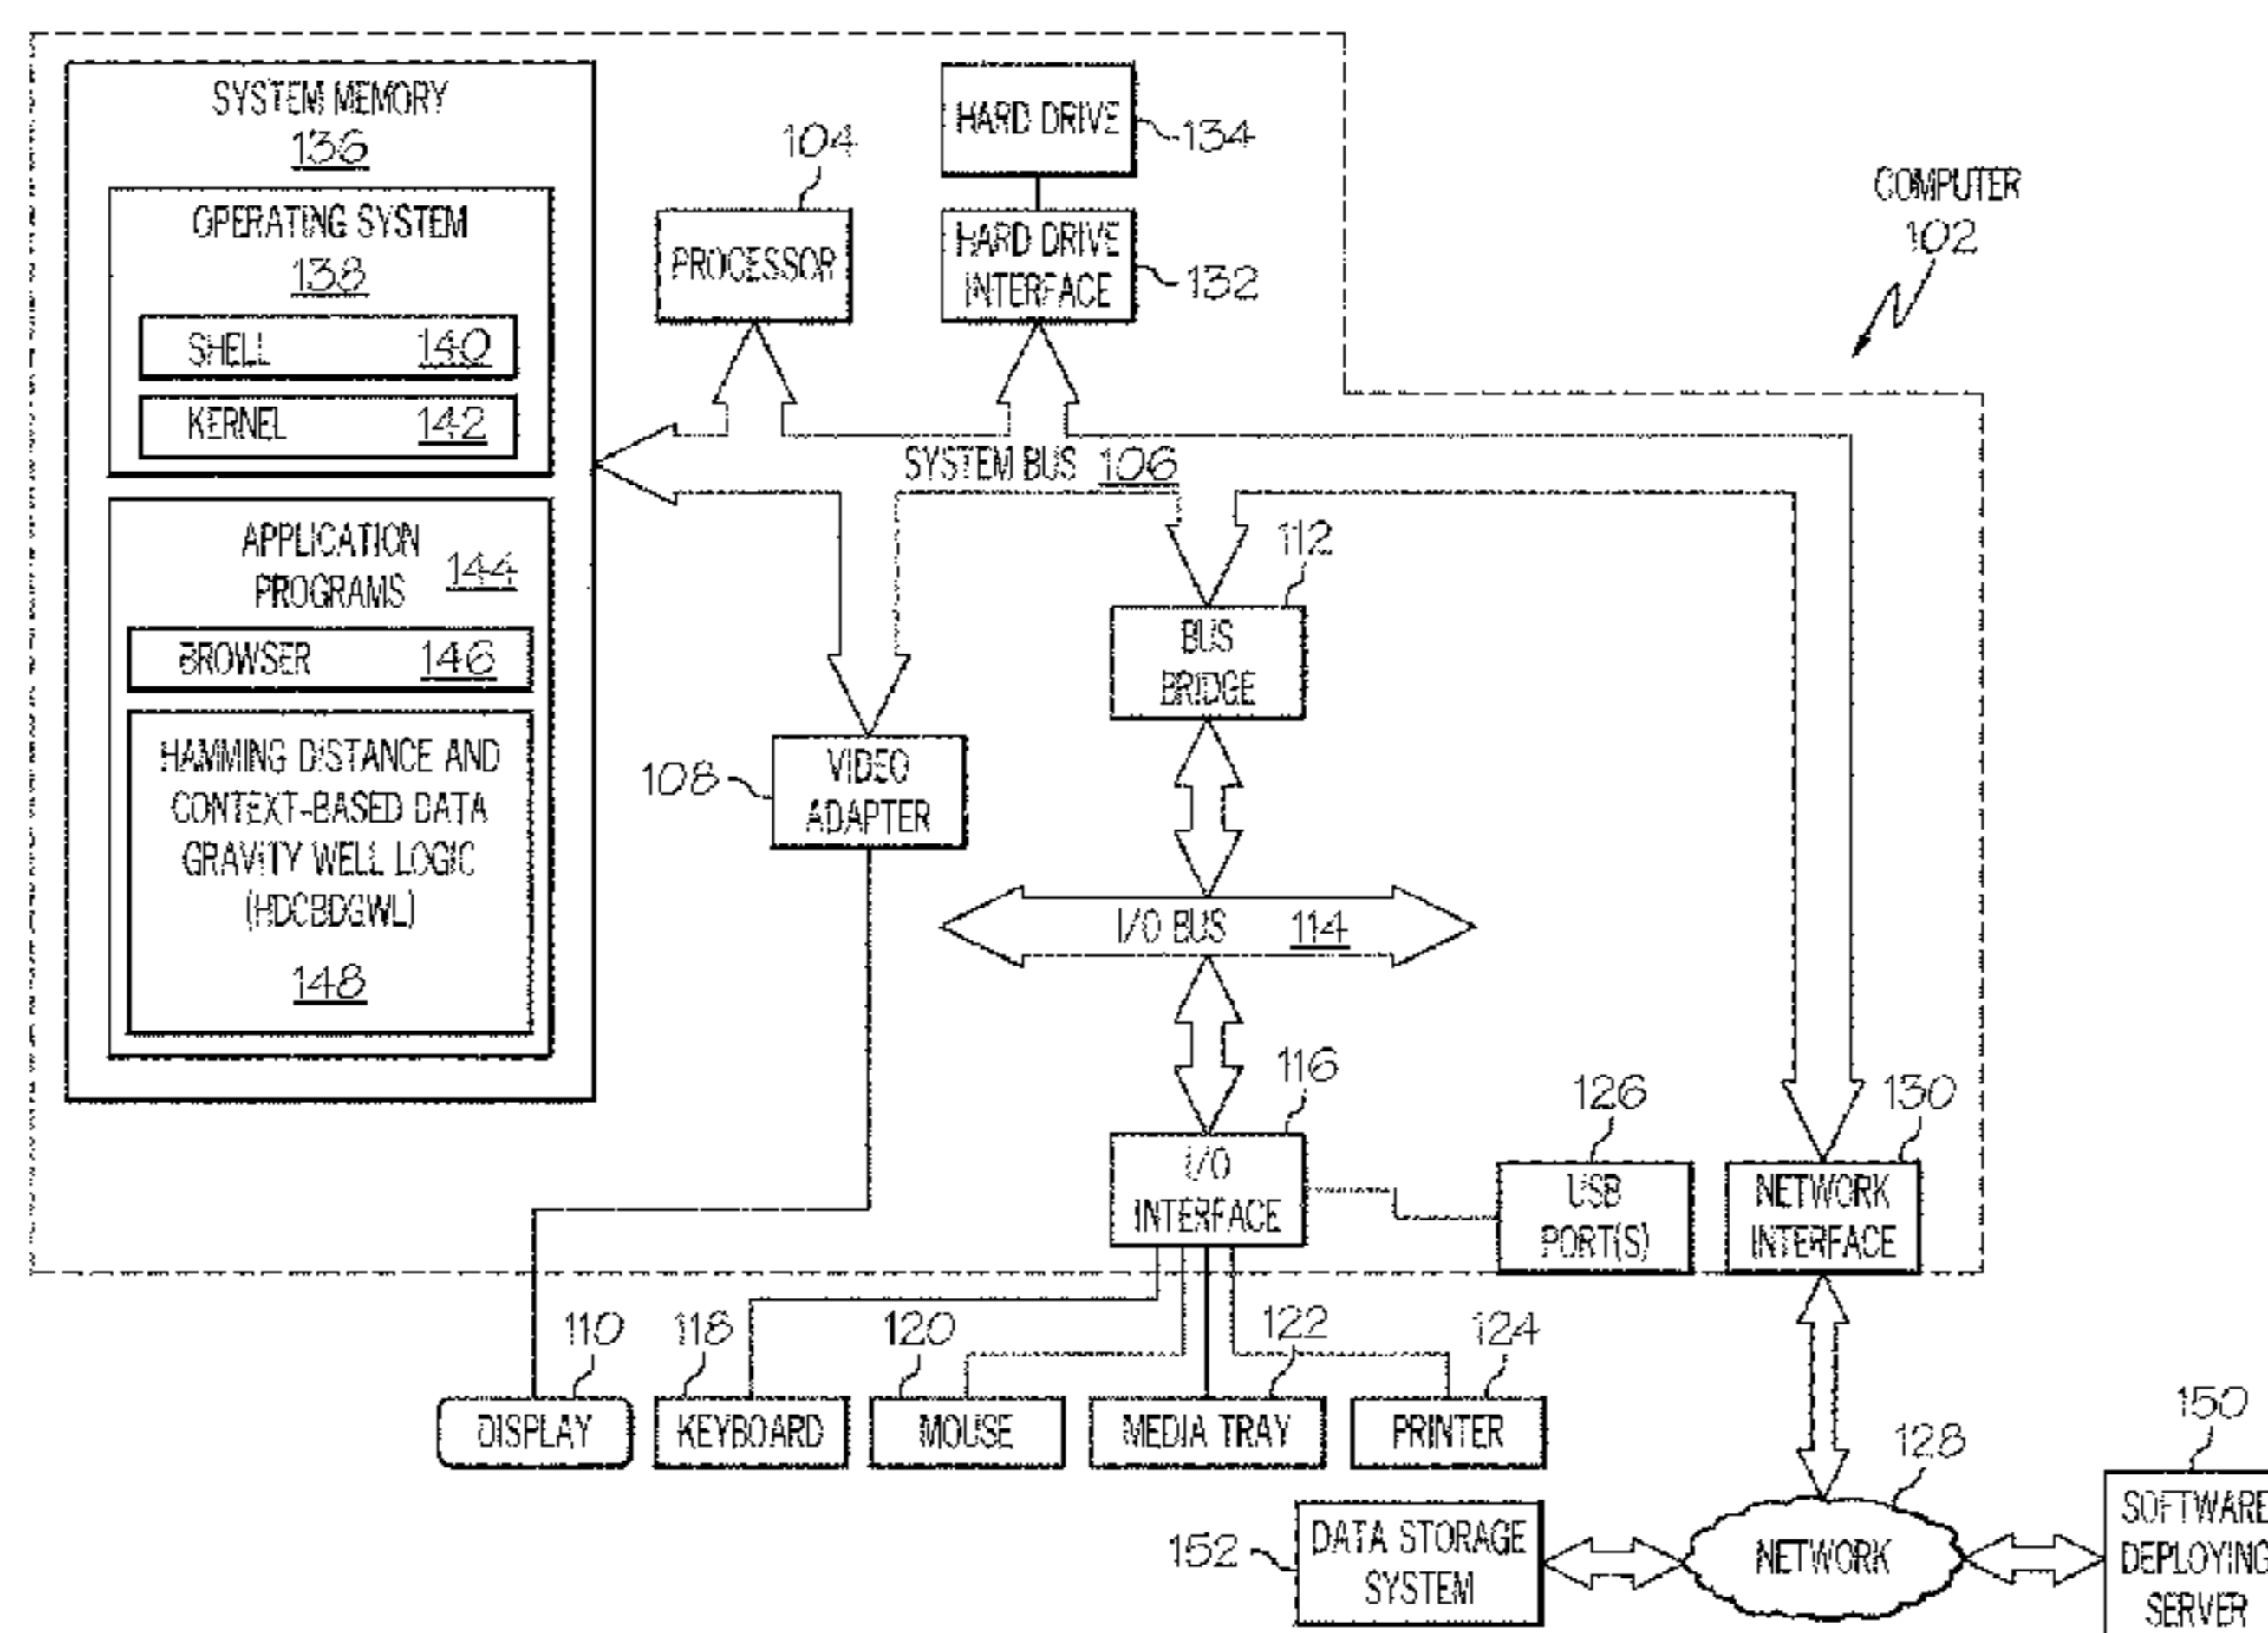 SYSTEM MEMORY
136
OPERATING SYSTEM
138
SHELL 140
KERNEL 142
APPLICATION
PROGRAMS 144
BROWSER 146
HAMMING DISTANCE AND
CONTEXT-BASED DATA
GRAVITY WELL LOGIC
(HDCBDGWL)
148
104
PROCESSOR
HARD DRIVE
134
HARD DRIVE
INTERFACE
132
COMPUTER
102
SYSTEM BUS 106
112
BUS
BRIDGE
108
VIDEO
ADAPTER
I/O BUS 114
116
I/O
INTERFACE
126
USB
PORT(S)
130
NETWORK
INTERFACE
110
DISPLAY
118
KEYBOARD
120
MOUSE
122
MEDIA TRAY
124
PRINTER
152
DATA STORAGE
SYSTEM
128
NETWORK
150
SOFTWARE
DEPLOYING
SERVER